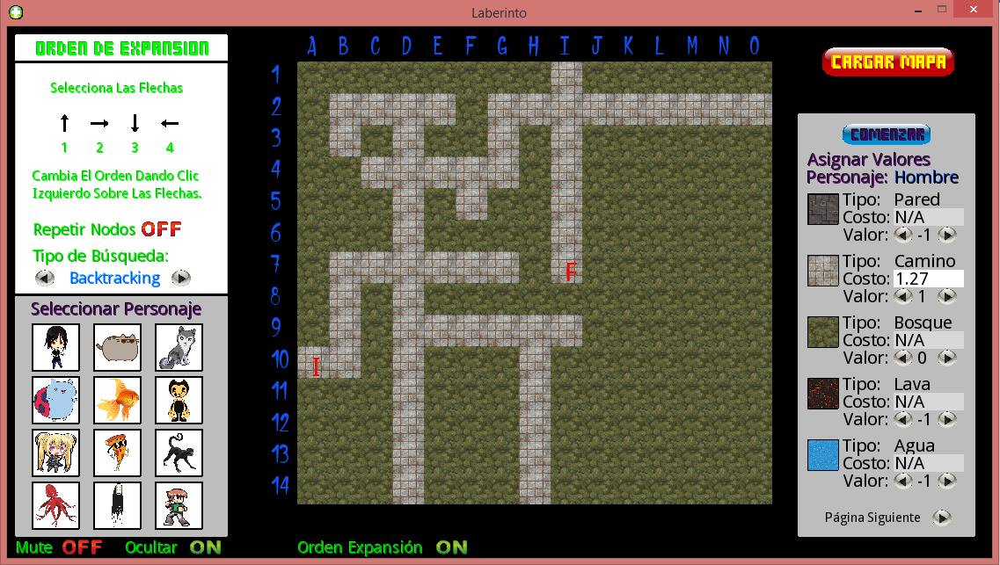 Laberinto
ORDEN DE EXPANSION
Selecciona Las Flechas
1 2 3 4
Cambia El Orden Dando Clic
Izquierdo Sobre Las Flechas.
Repetir Nodos OFF
Tipo de Búsqueda:
Backtracking
Seleccionar Personaje
Mute OFF Ocultar ON
A B C D E F G H I J K L M N O
1
2
3
4
5
6
7
8
9
10
11
12
13
14
F
I
Orden Expansión ON
CARGAR MAPA
COMENZAR
Asignar Valores
Personaje: Hombre
Tipo: Pared
Costo: N/A
Valor: -1
Tipo: Camino
Costo: 1.27
Valor: 1
Tipo: Bosque
Costo: N/A
Valor: 0
Tipo: Lava
Costo: N/A
Valor: -1
Tipo: Agua
Costo: N/A
Valor: -1
Página Siguiente